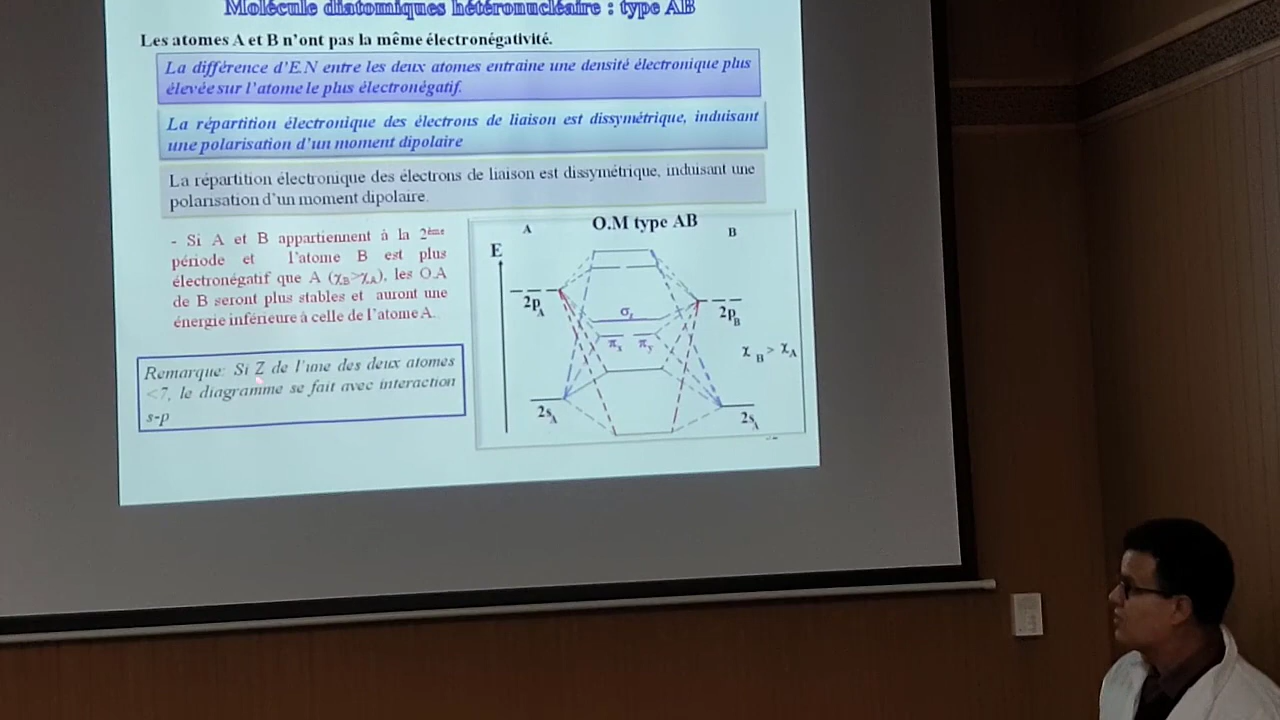 Molécule diatomiques hétéronucléaire : type AB
Les atomes A et B n'ont pas la même électronégativité.
La différence d'E.N entre les deux atomes entraine une densité électronique plus
élevée sur l'atome le plus électronégatif.
La répartition électronique des électrons de liaison est dissymétrique, induisant
une polarisation d'un moment dipolaire
La répartition électronique des électrons de liaison est dissymétrique, induisant une
polarisation d'un moment dipolaire.
- Si A et B appartiennent à la 2ème
période et l'atome B est plus
électronégatif que A (χB>χA), les O.A
de B seront plus stables et auront une
énergie inférieure à celle de l'atome A.
Remarque: Si Z de l'une des deux atomes
<7, le diagramme se fait avec interaction
s-p
O.M type AB
A
B
E
2pA
σz
2pB
πx πy
χB > χA
2sA
2sA